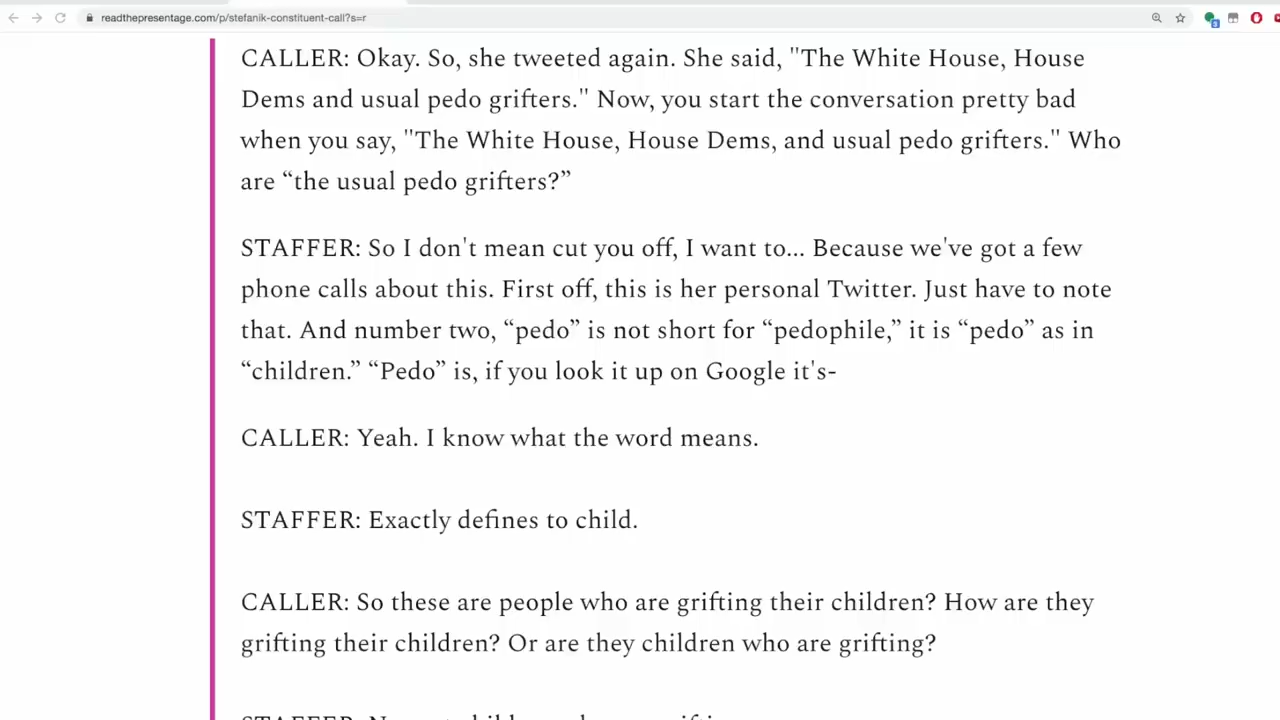 readthepresentage.com/p/stefanik-constituent-call?s=r
CALLER: Okay. So, she tweeted again. She said, "The White House, House
Dems and usual pedo grifters." Now, you start the conversation pretty bad
when you say, "The White House, House Dems, and usual pedo grifters." Who
are “the usual pedo grifters?”
STAFFER: So I don't mean cut you off, I want to... Because we've got a few
phone calls about this. First off, this is her personal Twitter. Just have to note
that. And number two, “pedo” is not short for “pedophile,” it is “pedo” as in
“children.” “Pedo” is, if you look it up on Google it's-
CALLER: Yeah. I know what the word means.
STAFFER: Exactly defines to child.
CALLER: So these are people who are grifting their children? How are they
grifting their children? Or are they children who are grifting?
STAFFER: